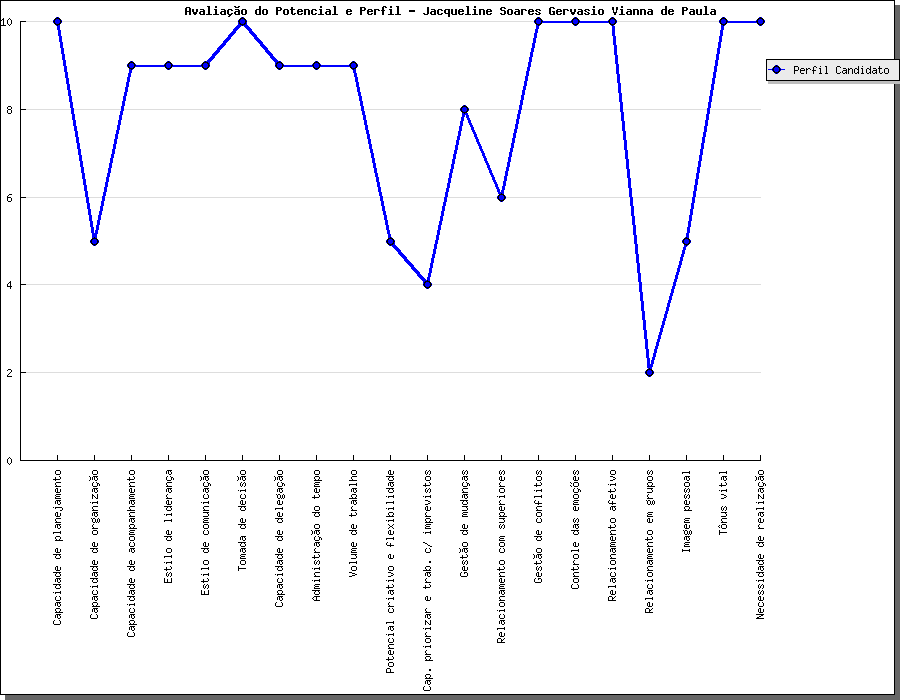 Avaliação do Potencial e Perfil - Jacqueline Soares Gervasio Vianna de Paula
Perfil Candidato
10
8
6
4
2
0
Capacidade de planejamento
Capacidade de organização
Capacidade de acompanhamento
Estilo de liderança
Estilo de comunicação
Tomada de decisão
Capacidade de delegação
Administração do tempo
Volume de trabalho
Potencial criativo e flexibilidade
Cap. priorizar e trab. c/ imprevistos
Gestão de mudanças
Relacionamento com superiores
Gestão de conflitos
Controle das emoções
Relacionamento afetivo
Relacionamento em grupos
Imagem pessoal
Tônus vital
Necessidade de realização